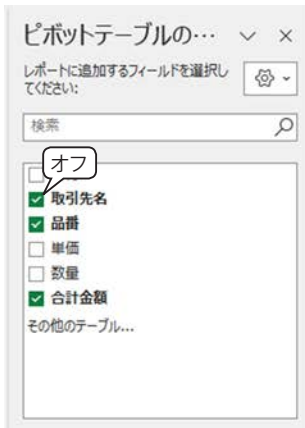 ピボットテーブルの…
レポートに追加するフィールドを選択し
てください:
検索
オフ
取引先名
品番
単価
数量
合計金額
その他のテーブル...